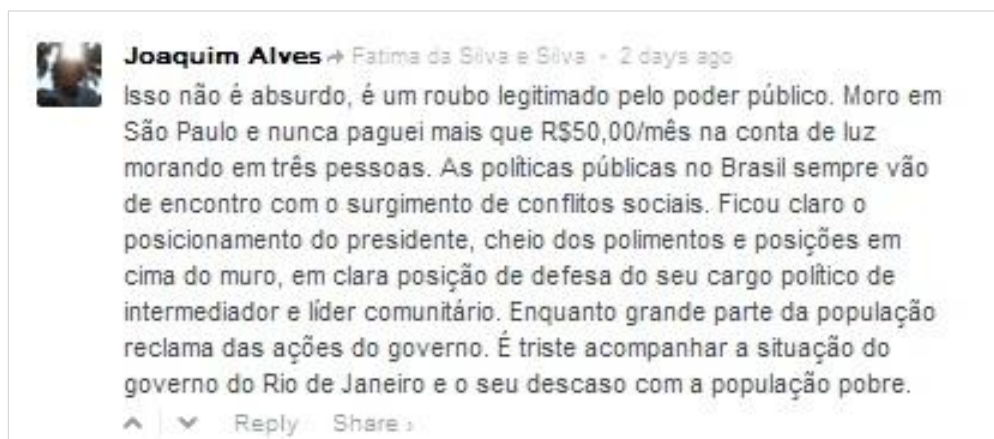 Joaquim Alves → Fatima da Silva e Silva • 2 days ago
Isso não é absurdo, é um roubo legitimado pelo poder público. Moro em
São Paulo e nunca paguei mais que R$50,00/mês na conta de luz
morando em três pessoas. As políticas públicas no Brasil sempre vão
de encontro com o surgimento de conflitos sociais. Ficou claro o
posicionamento do presidente, cheio dos polimentos e posições em
cima do muro, em clara posição de defesa do seu cargo político de
intermediador e líder comunitário. Enquanto grande parte da população
reclama das ações do governo. É triste acompanhar a situação do
governo do Rio de Janeiro e o seu descaso com a população pobre.
Reply Share ›